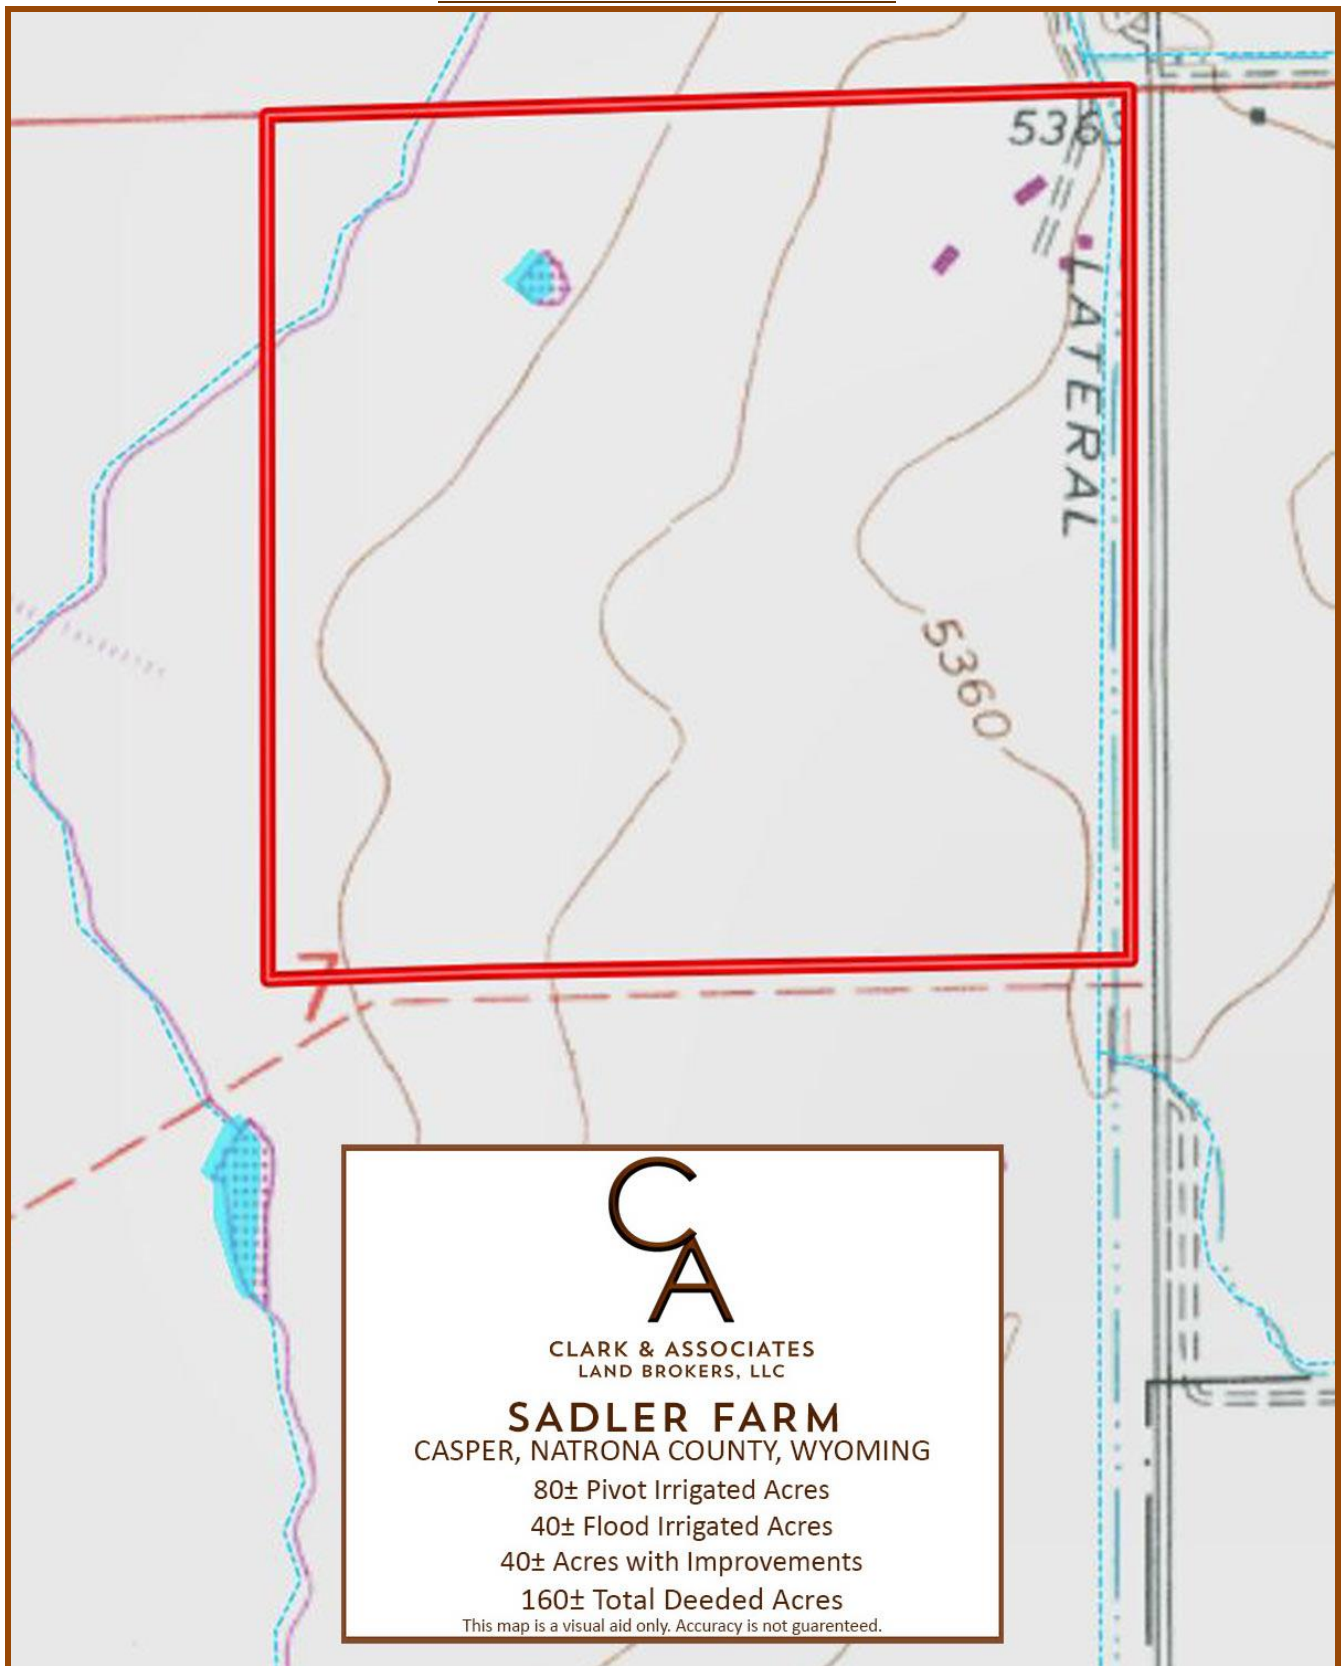 5363
LATERAL
5360
7
CA
CLARK & ASSOCIATES
LAND BROKERS, LLC
SADLER FARM
CASPER, NATRONA COUNTY, WYOMING
80± Pivot Irrigated Acres
40± Flood Irrigated Acres
40± Acres with Improvements
160± Total Deeded Acres
This map is a visual aid only. Accuracy is not guarenteed.